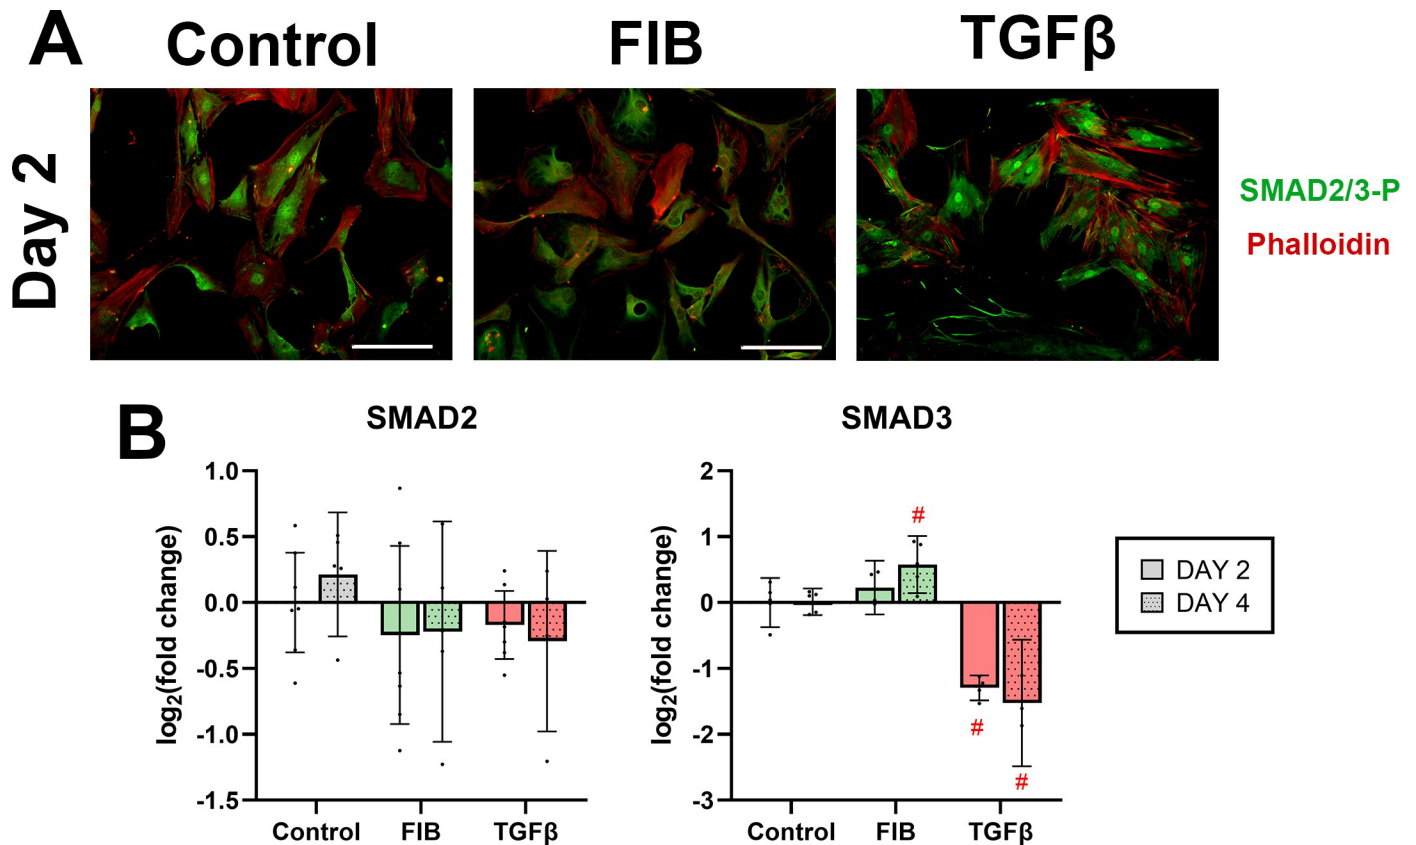 A
Control
FIB
TGFβ
Day 2
SMAD2/3-P
Phalloidin
B
SMAD2
SMAD3
log2(fold change)
1.0
0.5
0.0
-0.5
-1.0
-1.5
Control
FIB
TGFβ
log2(fold change)
2
1
0
-1
-2
-3
#
#
#
Control
FIB
TGFβ
DAY 2
DAY 4